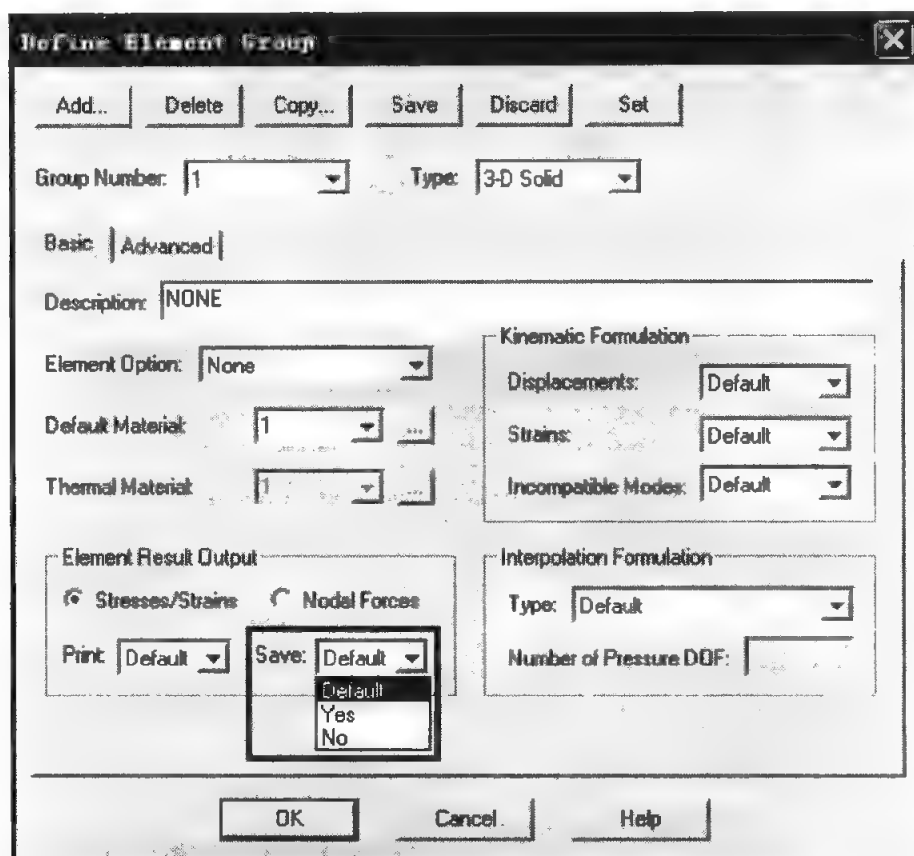 Define Element Group
Add... Delete Copy... Save Discard Set
Group Number: 1 Type: 3-D Solid
Basic Advanced
Description: NONE
Element Option: None
Default Material: 1 ...
Thermal Material: 1 ...
Kinematic Formulation
Displacements: Default
Strains: Default
Incompatible Modes: Default
Element Result Output
Stresses/Strains Nodal Forces
Print: Default Save: Default
Default
Yes
No
Interpolation Formulation
Type: Default
Number of Pressure DOF:
OK Cancel Help